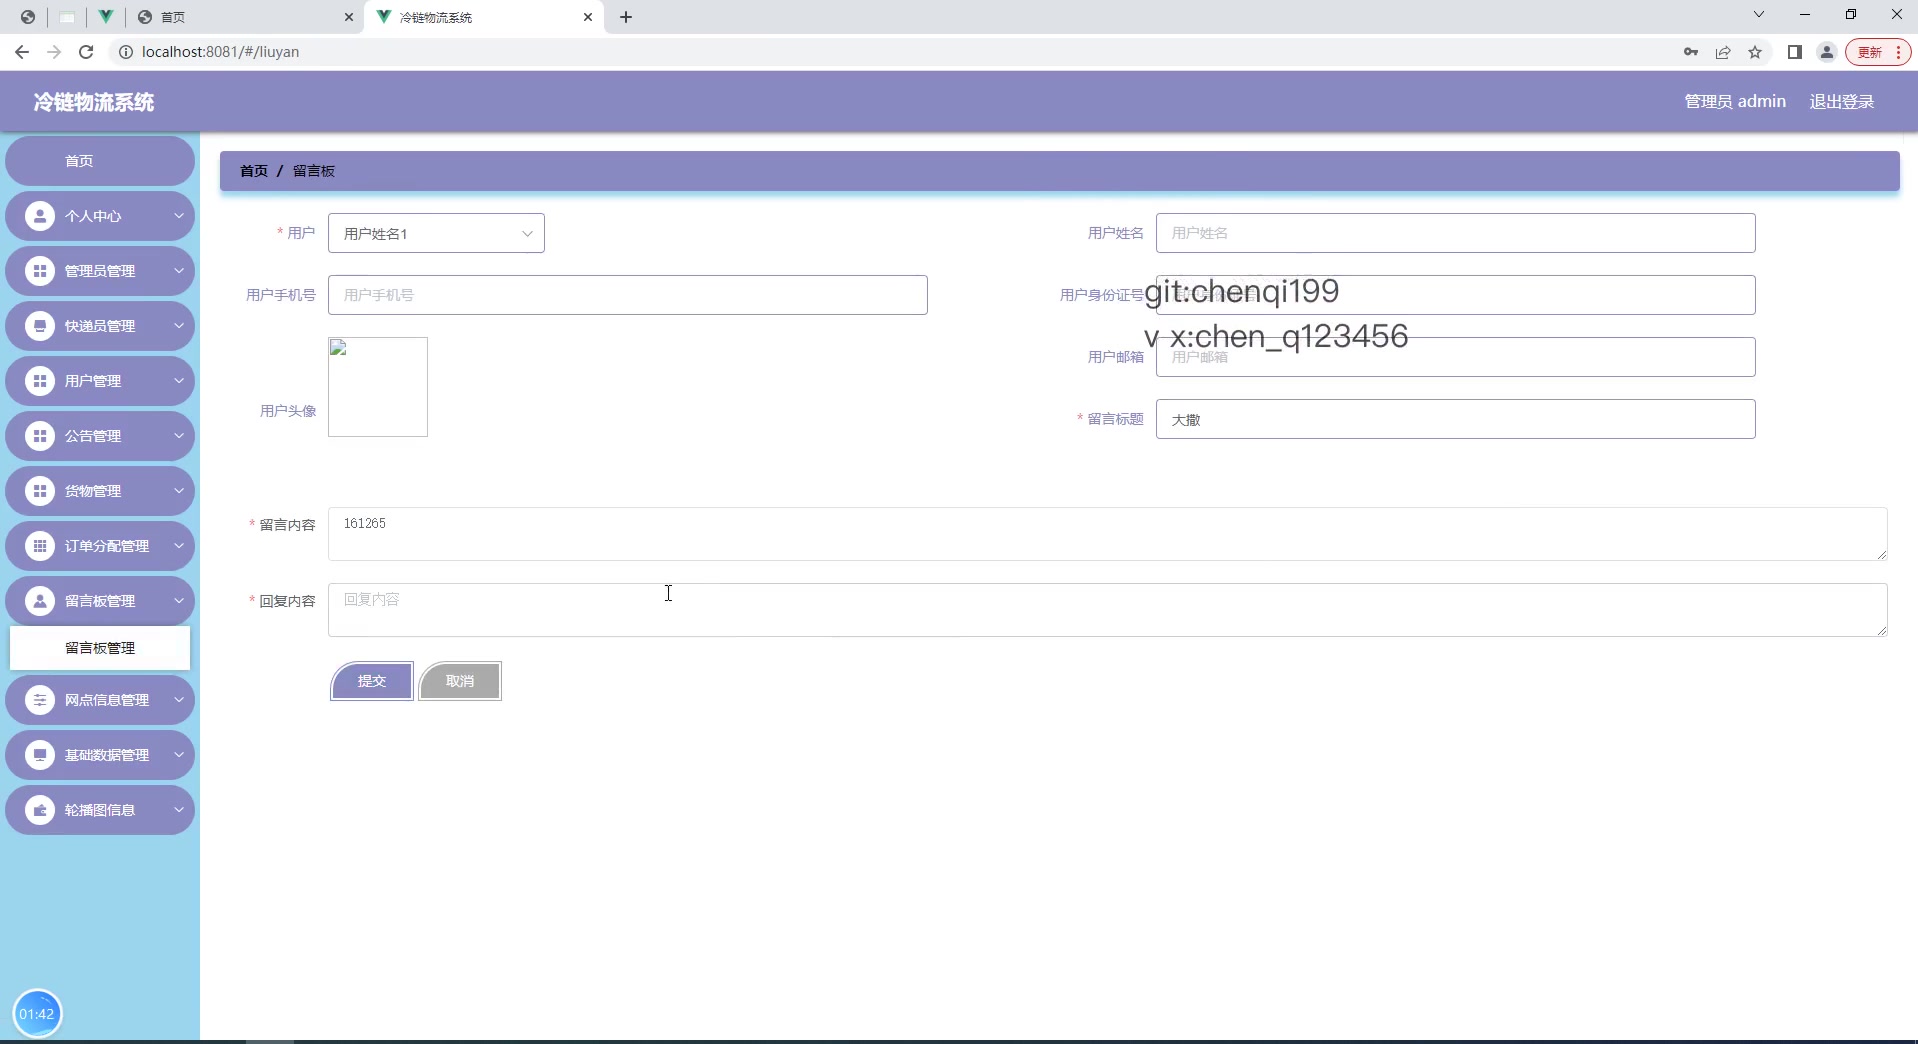 首页
冷链物流系统
localhost:8081/#/liuyan
更新
冷链物流系统
管理员 admin
退出登录
首页
个人中心
管理员管理
快递员管理
用户管理
公告管理
货物管理
订单分配管理
留言板管理
留言板管理
网点信息管理
基础数据管理
轮播图信息
01:42
首页 / 留言板
* 用户
用户姓名1
用户姓名
用户姓名
用户手机号
用户手机号
用户身份证号
git:chenqi199
v x:chen_q123456
用户邮箱
用户邮箱
用户头像
* 留言标题
大撒
* 留言内容
161265
* 回复内容
回复内容
提交
取消